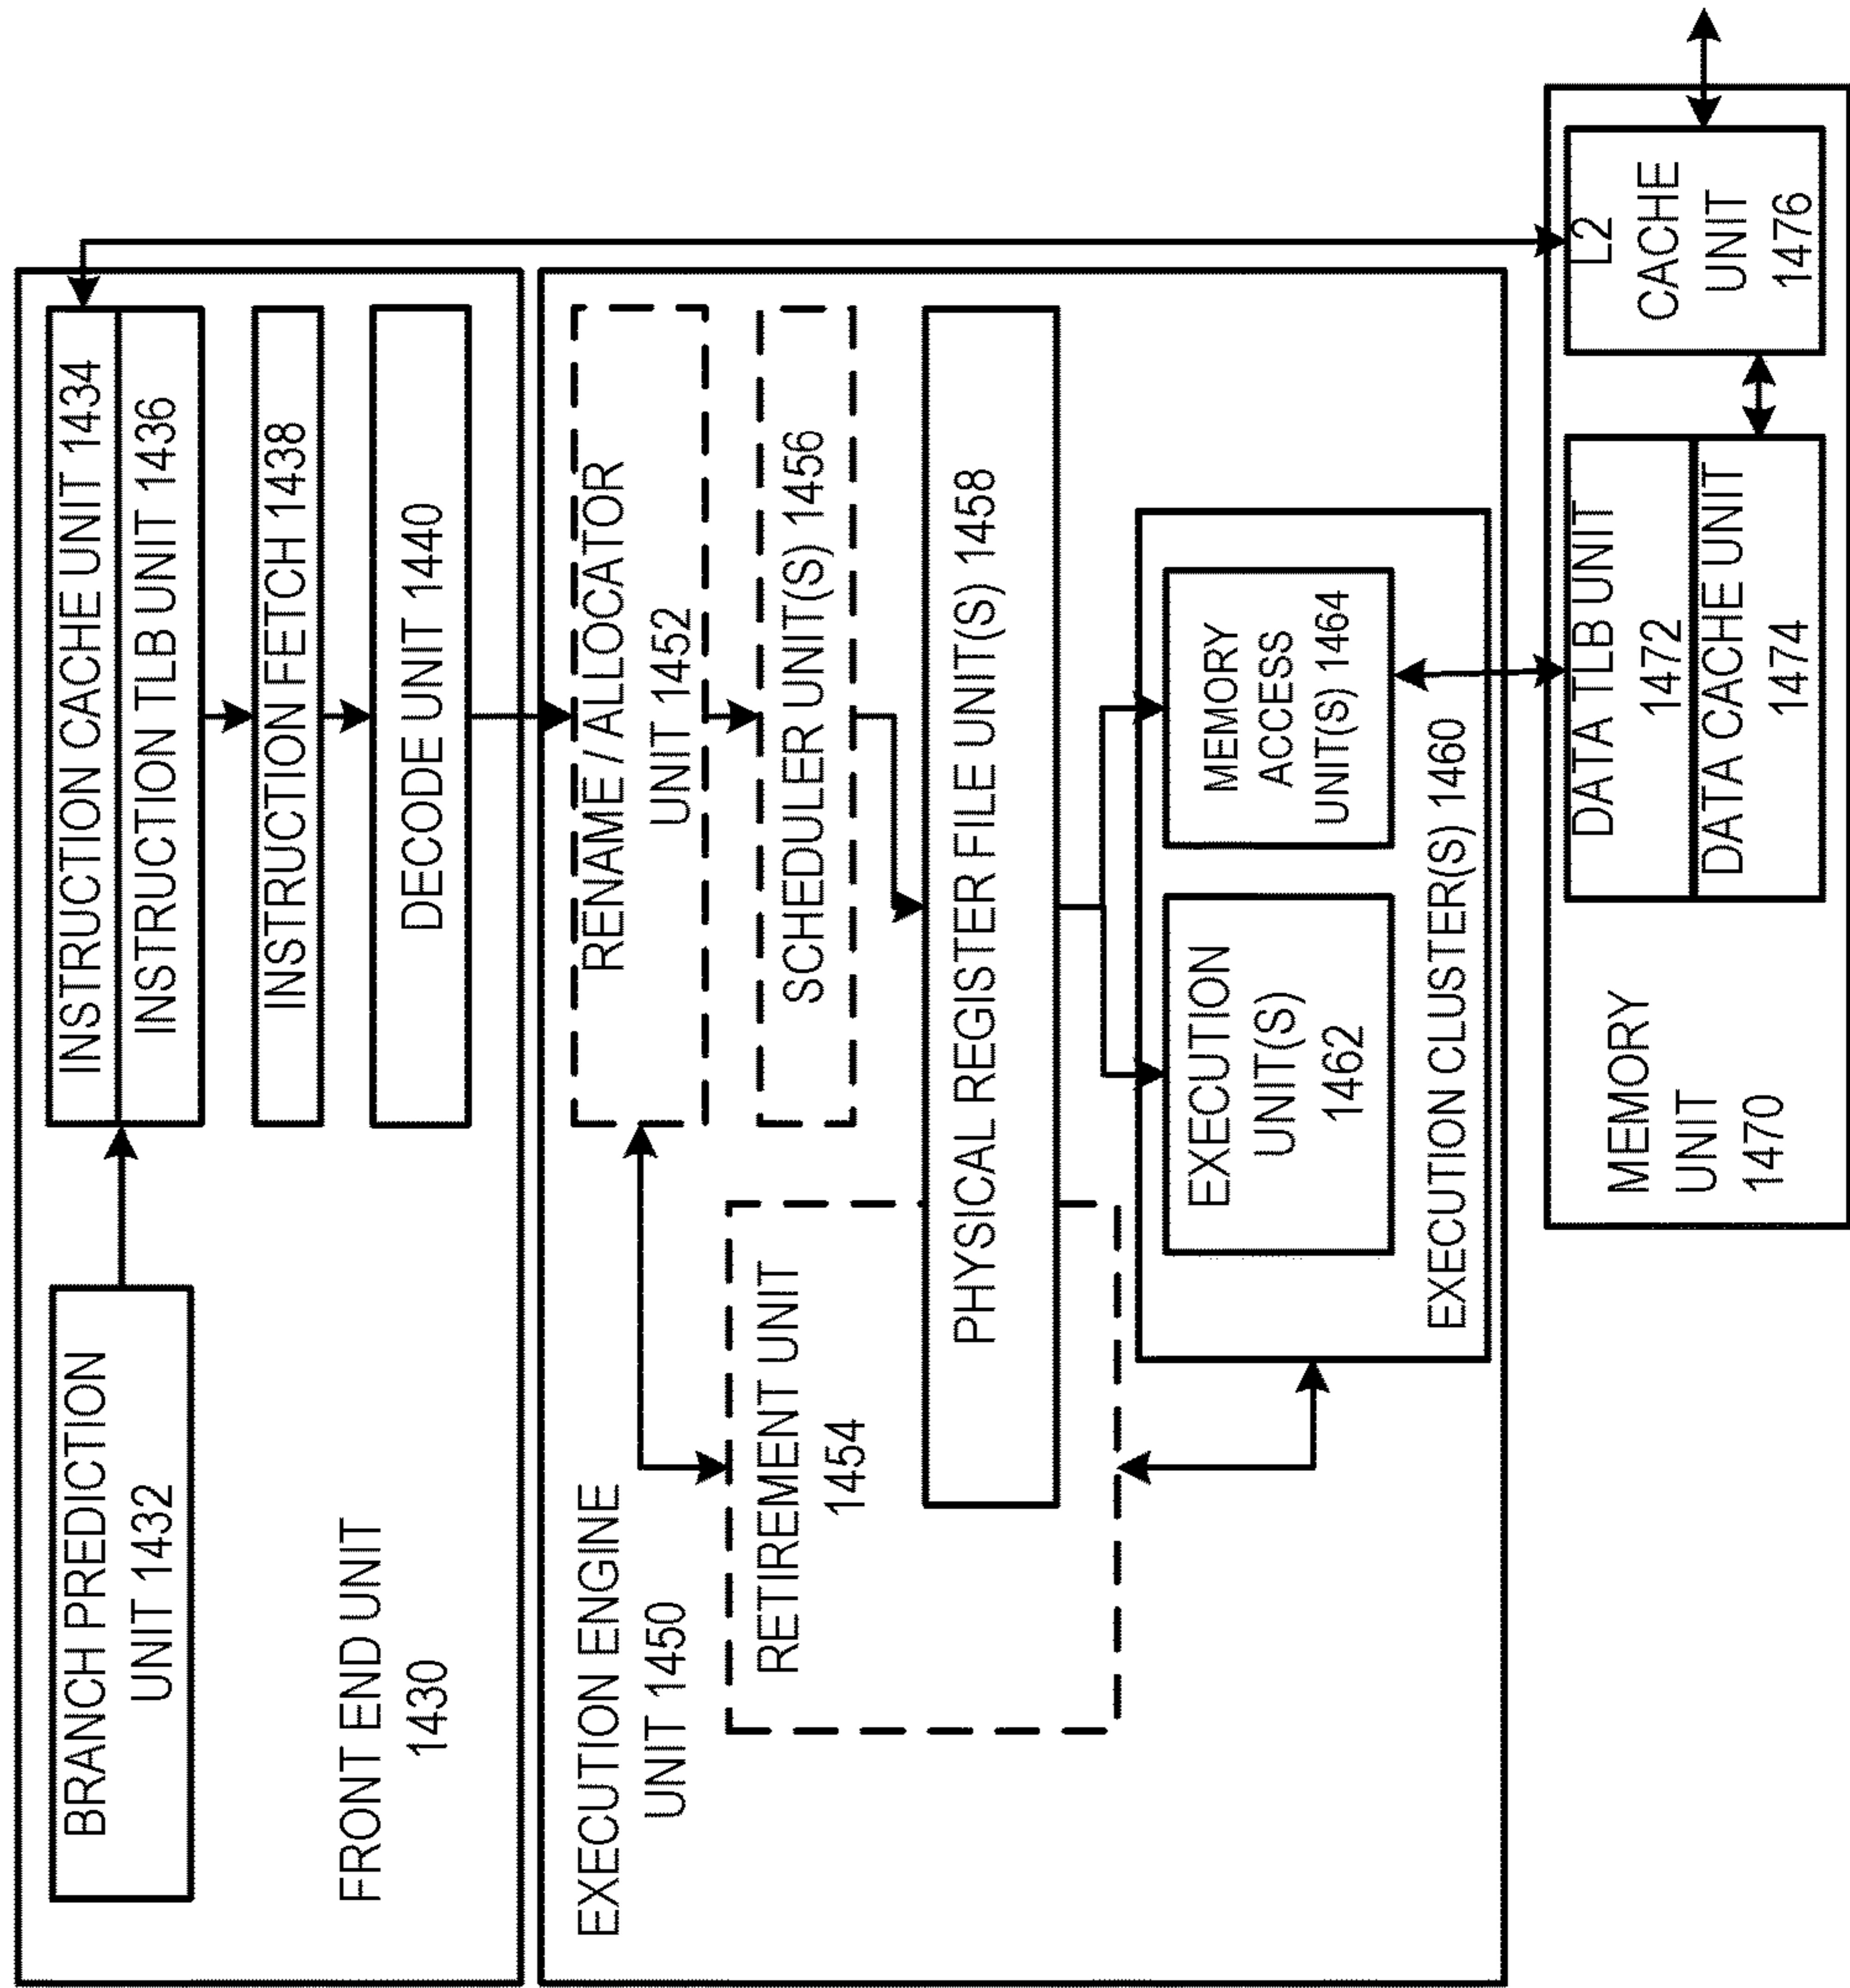 BRANCH PREDICTION
UNIT 1432
INSTRUCTION CACHE UNIT 1434
INSTRUCTION TLB UNIT 1436
INSTRUCTION FETCH 1438
DECODE UNIT 1440
FRONT END UNIT
1430
EXECUTION ENGINE
UNIT 1450
RENAME / ALLOCATOR
UNIT 1452
RETIREMENT UNIT
1454
SCHEDULER UNIT(S) 1456
PHYSICAL REGISTER FILE UNIT(S) 1458
EXECUTION
UNIT(S)
1462
MEMORY
ACCESS
UNIT(S) 1464
EXECUTION CLUSTER(S) 1460
MEMORY
UNIT
1470
DATA TLB UNIT
1472
DATA CACHE UNIT
1474
L2
CACHE
UNIT
1476